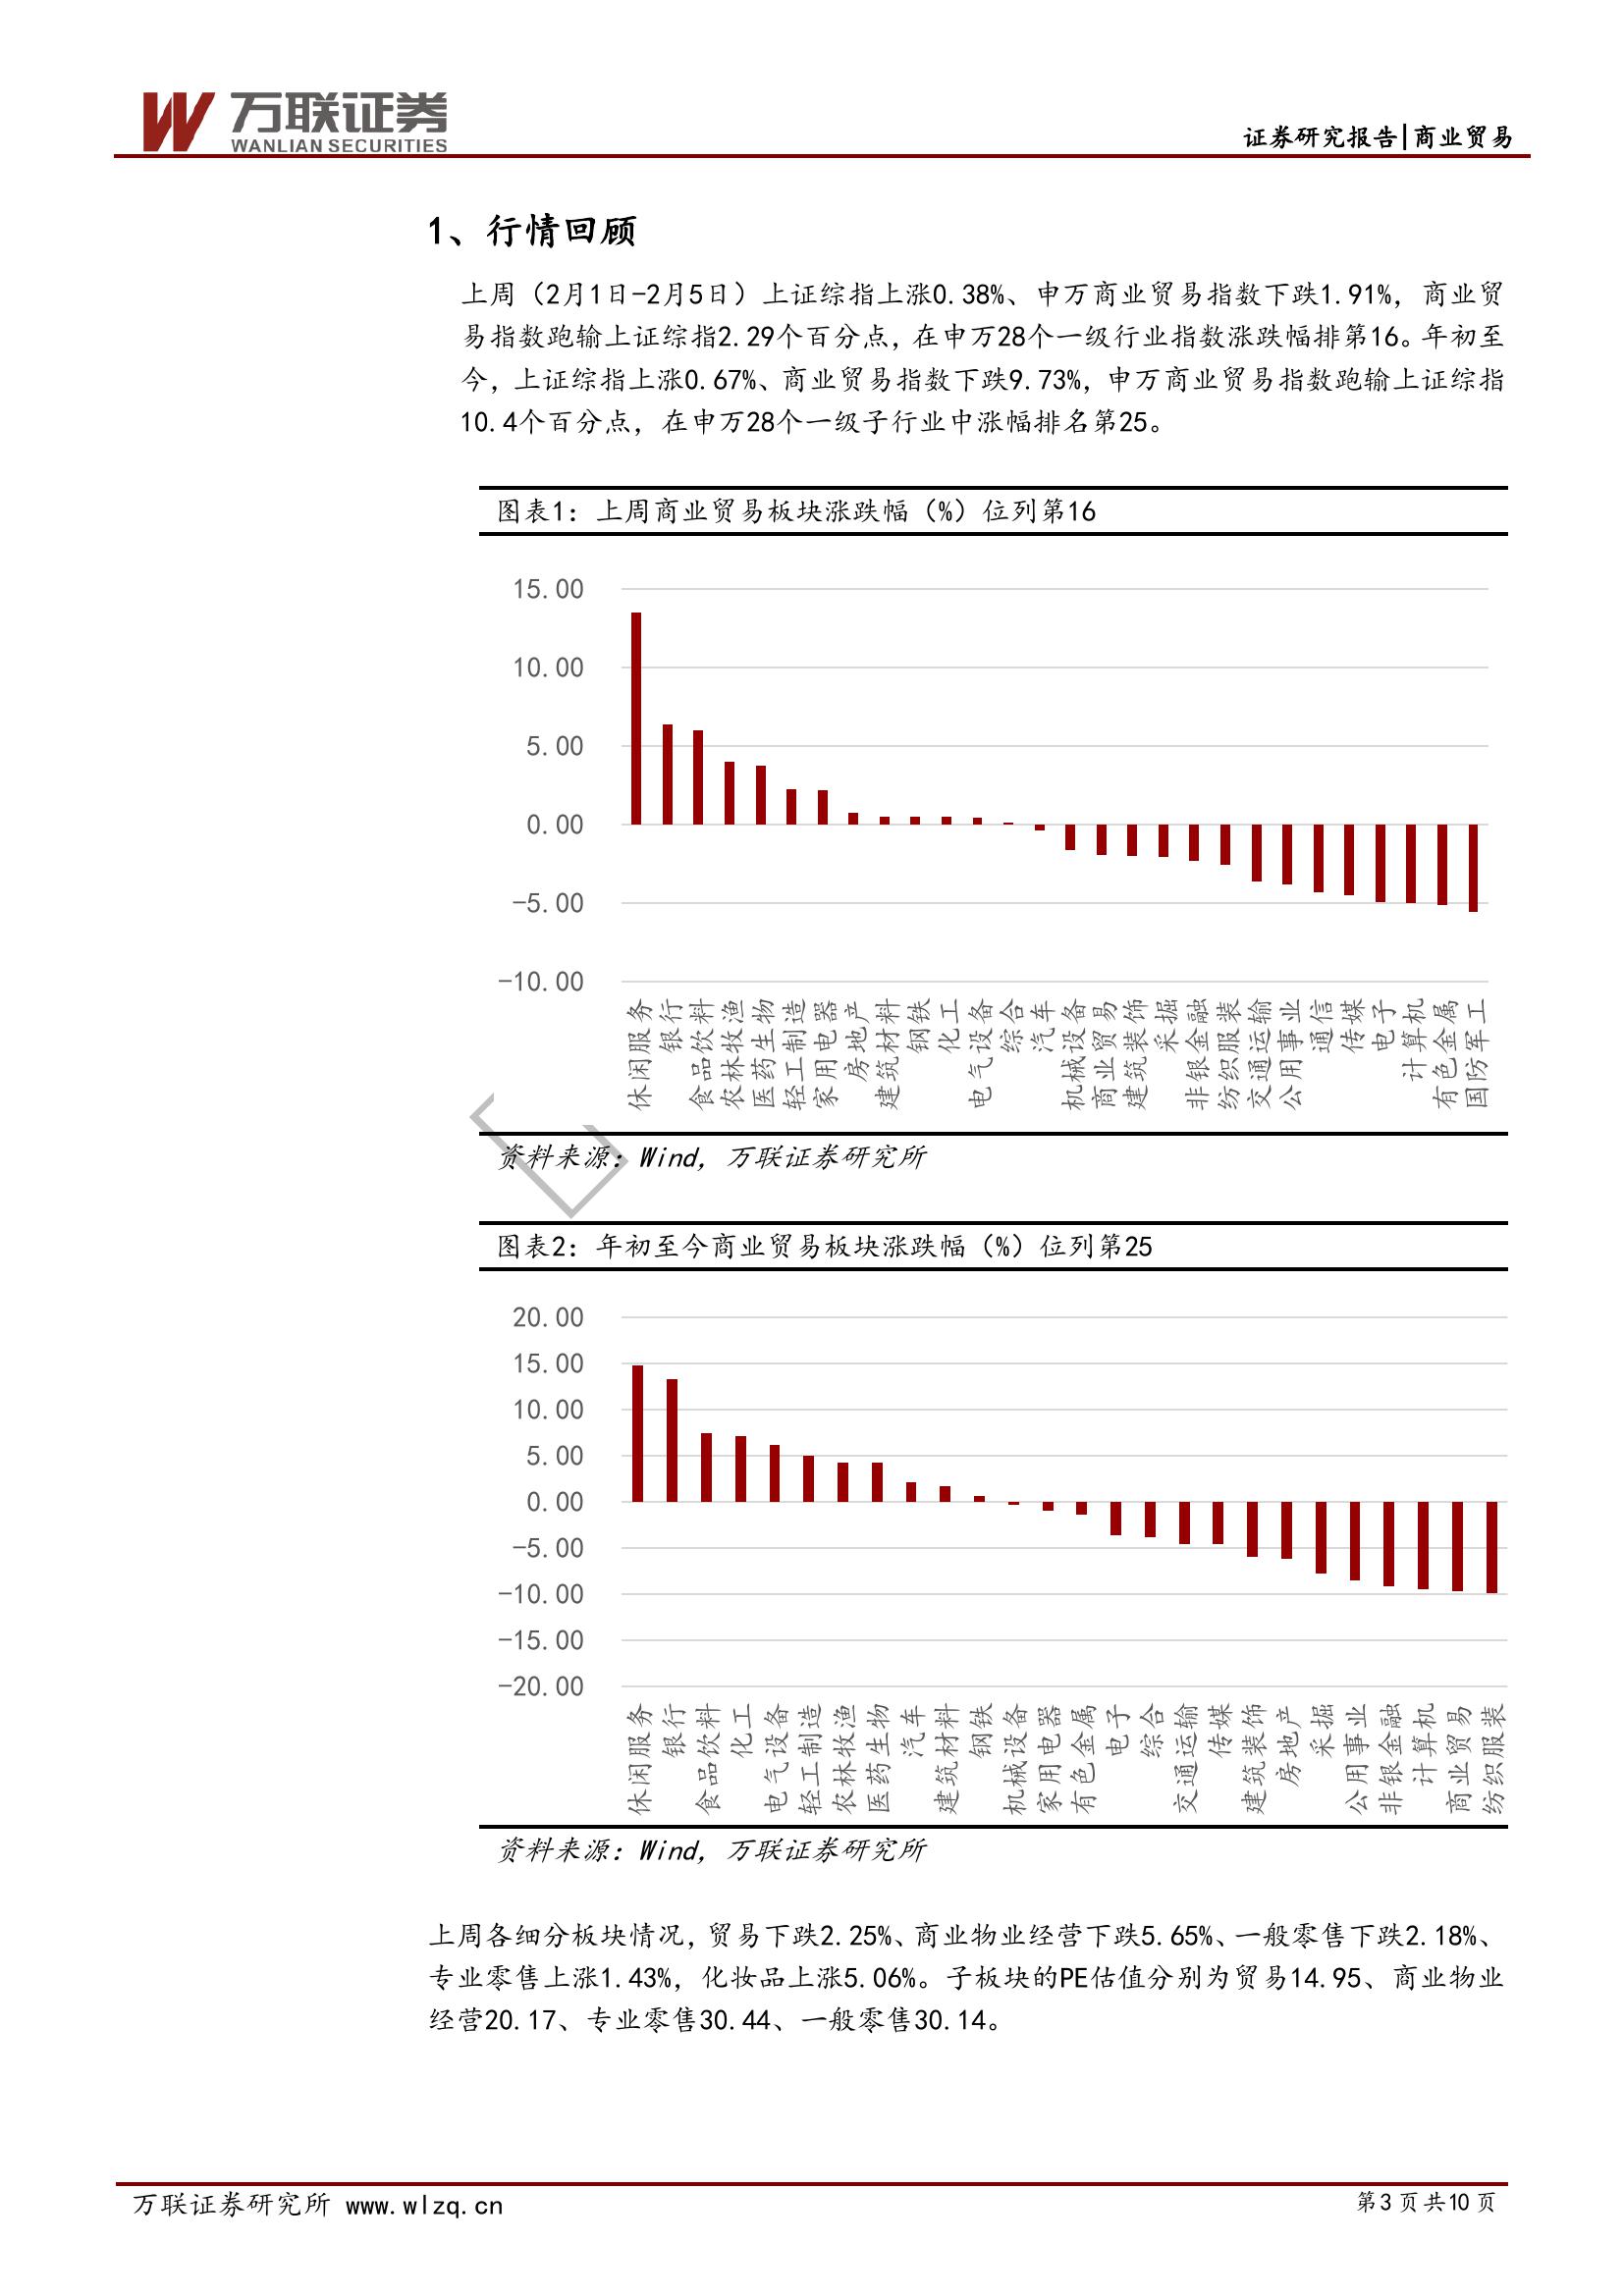 万联证券
WANLIAN SECURITIES
证券研究报告|商业贸易
1、行情回顾
上周（2月1日-2月5日）上证综指上涨0.38%、申万商业贸易指数下跌1.91%，商业贸
易指数跑输上证综指2.29个百分点，在申万28个一级行业指数涨跌幅排第16。年初至
今，上证综指上涨0.67%、商业贸易指数下跌9.73%，申万商业贸易指数跑输上证综指
10.4个百分点，在申万28个一级子行业中涨幅排名第25。
图表1：上周商业贸易板块涨跌幅（%）位列第16
15.00
10.00
5.00
0.00
-5.00
-10.00
休闲服务
银行
食品饮料
农林牧渔
医药生物
轻工制造
家用电器
房地产
建筑材料
钢铁
化工
电气设备
综合
汽车
机械设备
商业贸易
建筑装饰
采掘
非银金融
纺织服装
交通运输
公用事业
通信
传媒
电子
计算机
有色金属
国防军工
资料来源：Wind，万联证券研究所
图表2：年初至今商业贸易板块涨跌幅（%）位列第25
20.00
15.00
10.00
5.00
0.00
-5.00
-10.00
-15.00
-20.00
休闲服务
银行
食品饮料
化工
电气设备
轻工制造
农林牧渔
医药生物
汽车
建筑材料
钢铁
机械设备
家用电器
有色金属
电子
综合
交通运输
传媒
建筑装饰
房地产
采掘
公用事业
非银金融
计算机
商业贸易
纺织服装
资料来源：Wind，万联证券研究所
上周各细分板块情况，贸易下跌2.25%、商业物业经营下跌5.65%、一般零售下跌2.18%、
专业零售上涨1.43%，化妆品上涨5.06%。子板块的PE估值分别为贸易14.95、商业物业
经营20.17、专业零售30.44、一般零售30.14。
万联证券研究所 www.wlzq.cn
第3页共10页